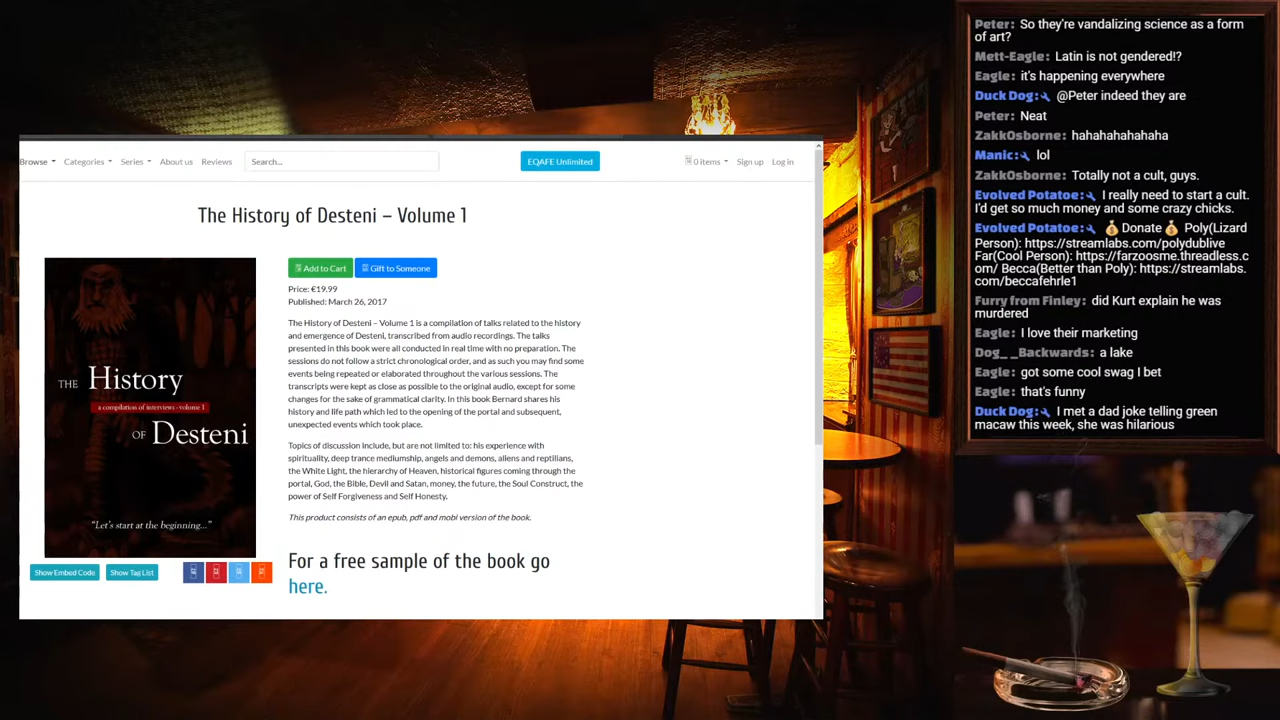 Browse
Categories
Series
About us
Reviews
Search...
EQAFE Unlimited
0 items
Sign up
Log in
The History of Desteni – Volume 1
THE History
a compilation of interviews - volume 1
OF Desteni
"Let's start at the beginning..."
Show Embed Code
Show Tag List
Add to Cart
Gift to Someone
Price: €19.99
Published: March 26, 2017
The History of Desteni – Volume 1 is a compilation of talks related to the history
and emergence of Desteni, transcribed from audio recordings. The talks
presented in this book were all conducted in real time with no preparation. The
sessions do not follow a strict chronological order, and as such you may find some
events being repeated or elaborated throughout the various sessions. The
transcripts were kept as close as possible to the original audio, except for some
changes for the sake of grammatical clarity. In this book Bernard shares his
history and life path which led to the opening of the portal and subsequent,
unexpected events which took place.
Topics of discussion include, but are not limited to: his experience with
spirituality, deep trance mediumship, angels and demons, aliens and reptilians,
the White Light, the hierarchy of Heaven, historical figures coming through the
portal, God, the Bible, Devil and Satan, money, the future, the Soul Construct, the
power of Self Forgiveness and Self Honesty.
This product consists of an epub, pdf and mobi version of the book.
For a free sample of the book go
here.
Peter: So they're vandalizing science as a form
of art?
Mett-Eagle: Latin is not gendered!?
Eagle: it's happening everywhere
Duck Dog: @Peter indeed they are
Peter: Neat
ZakkOsborne: hahahahahahaha
Manic: lol
ZakkOsborne: Totally not a cult, guys.
Evolved Potatoe: I really need to start a cult.
I'd get so much money and some crazy chicks.
Evolved Potatoe: 💰Donate💰 Poly(Lizard
Person): https://streamlabs.com/polydublive
Far(Cool Person): https://farzoosme.threadless.c
om/ Becca(Better than Poly): https://streamlabs.
com/beccafehrle1
Furry from Finley: did Kurt explain he was
murdered
Eagle: I love their marketing
Dog_ _Backwards: a lake
Eagle: got some cool swag I bet
Eagle: that's funny
Duck Dog: I met a dad joke telling green
macaw this week, she was hilarious